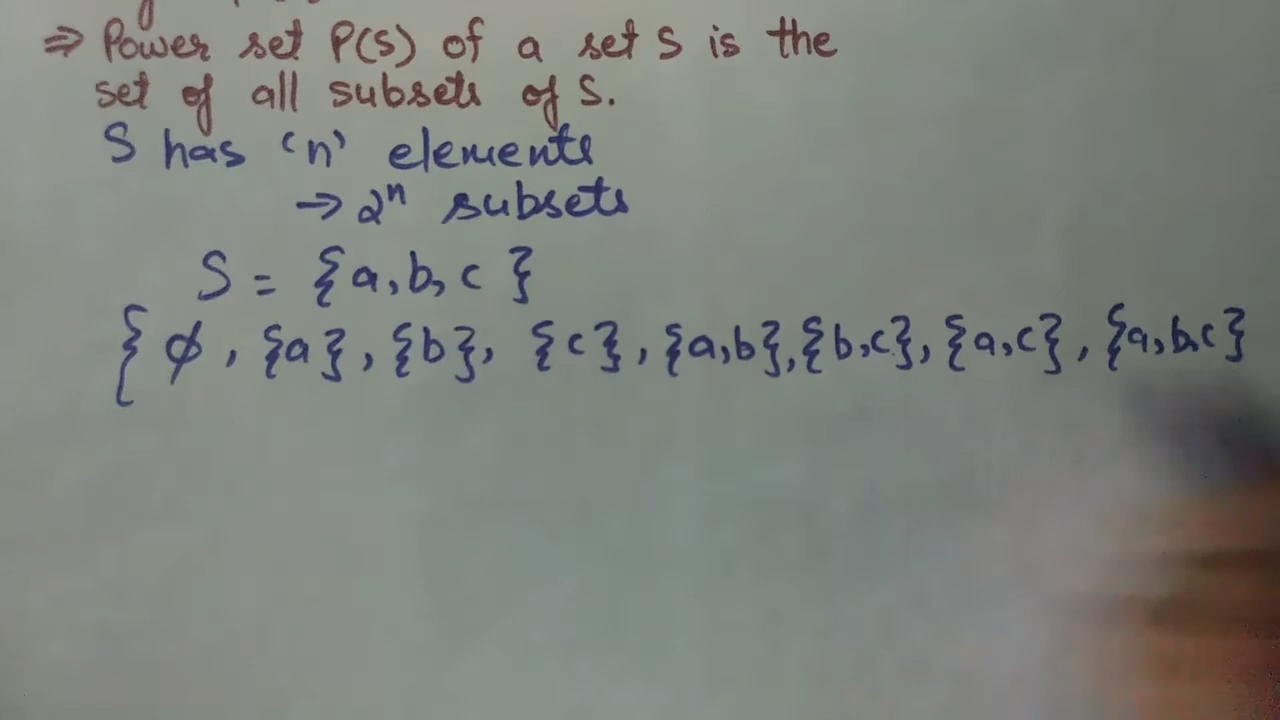 ⇒ Power set P(S) of a set S is the
set of all subsets of S.
S has 'n' elements
→ 2ⁿ subsets
S = {a,b,c}
{ϕ, {a}, {b}, {c}, {a,b},{b,c},{a,c}, {a,b,c}